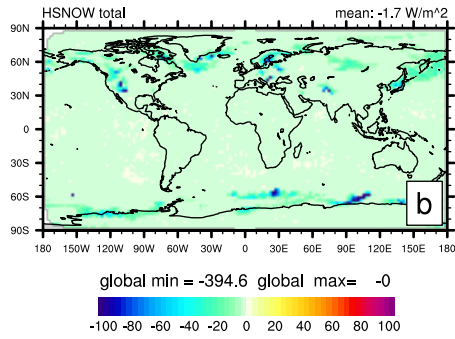 HSNOW total mean: -1.7 W/m^2
90N
60N
30N
0
30S
60S
90S
b
180 150W 120W 90W 60W 30W 0 30E 60E 90E 120E 150E 180
global min = -394.6 global max= -0
-100 -80 -60 -40 -20 0 20 40 60 80 100